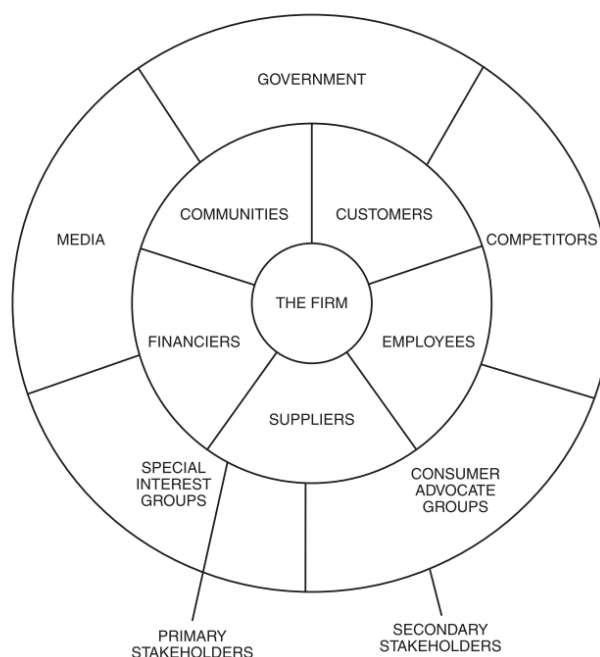 GOVERNMENT
COMMUNITIES
CUSTOMERS
MEDIA
COMPETITORS
THE FIRM
FINANCIERS
EMPLOYEES
SUPPLIERS
SPECIAL
INTEREST
GROUPS
CONSUMER
ADVOCATE
GROUPS
PRIMARY
STAKEHOLDERS
SECONDARY
STAKEHOLDERS